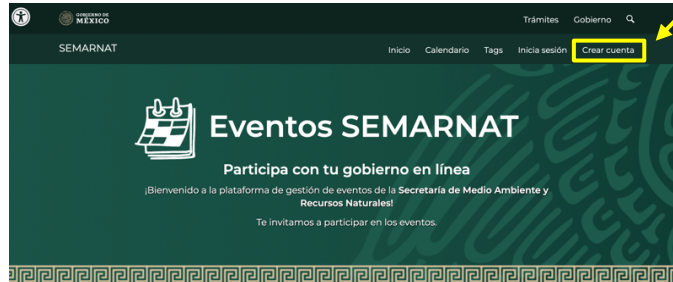 GOBIERNO DE
MÉXICO
Trámites Gobierno
SEMARNAT
Inicio Calendario Tags Inicia sesión Crear cuenta
Eventos SEMARNAT
Participa con tu gobierno en línea
¡Bienvenido a la plataforma de gestión de eventos de la Secretaría de Medio Ambiente y
Recursos Naturales!
Te invitamos a participar en los eventos.